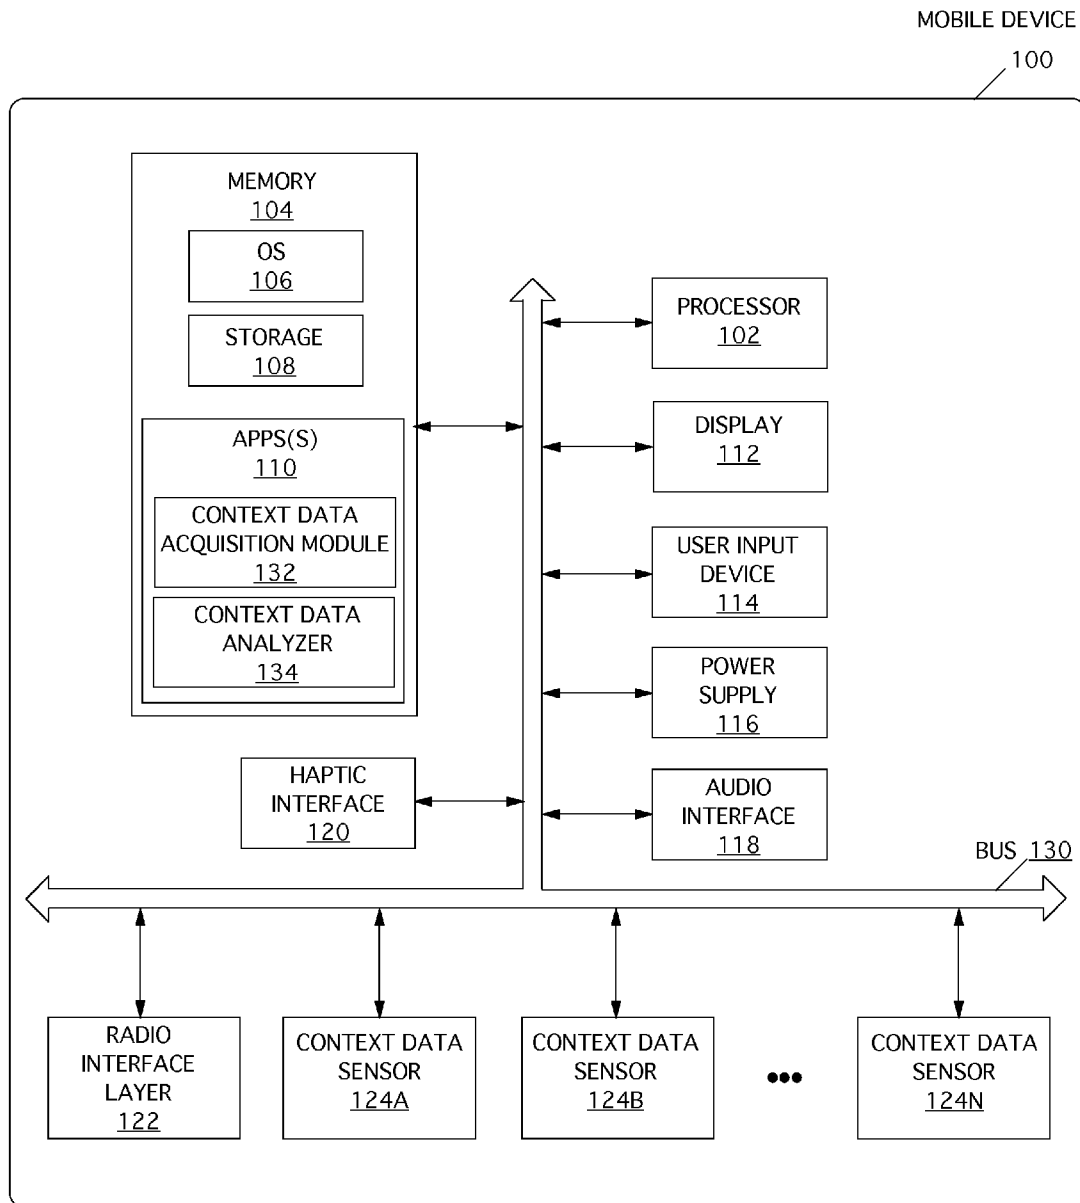 MOBILE DEVICE
100
MEMORY
104
OS
106
STORAGE
108
APPS(S)
110
CONTEXT DATA
ACQUISITION MODULE
132
CONTEXT DATA
ANALYZER
134
HAPTIC
INTERFACE
120
PROCESSOR
102
DISPLAY
112
USER INPUT
DEVICE
114
POWER
SUPPLY
116
AUDIO
INTERFACE
118
BUS 130
RADIO
INTERFACE
LAYER
122
CONTEXT DATA
SENSOR
124A
CONTEXT DATA
SENSOR
124B
CONTEXT DATA
SENSOR
124N